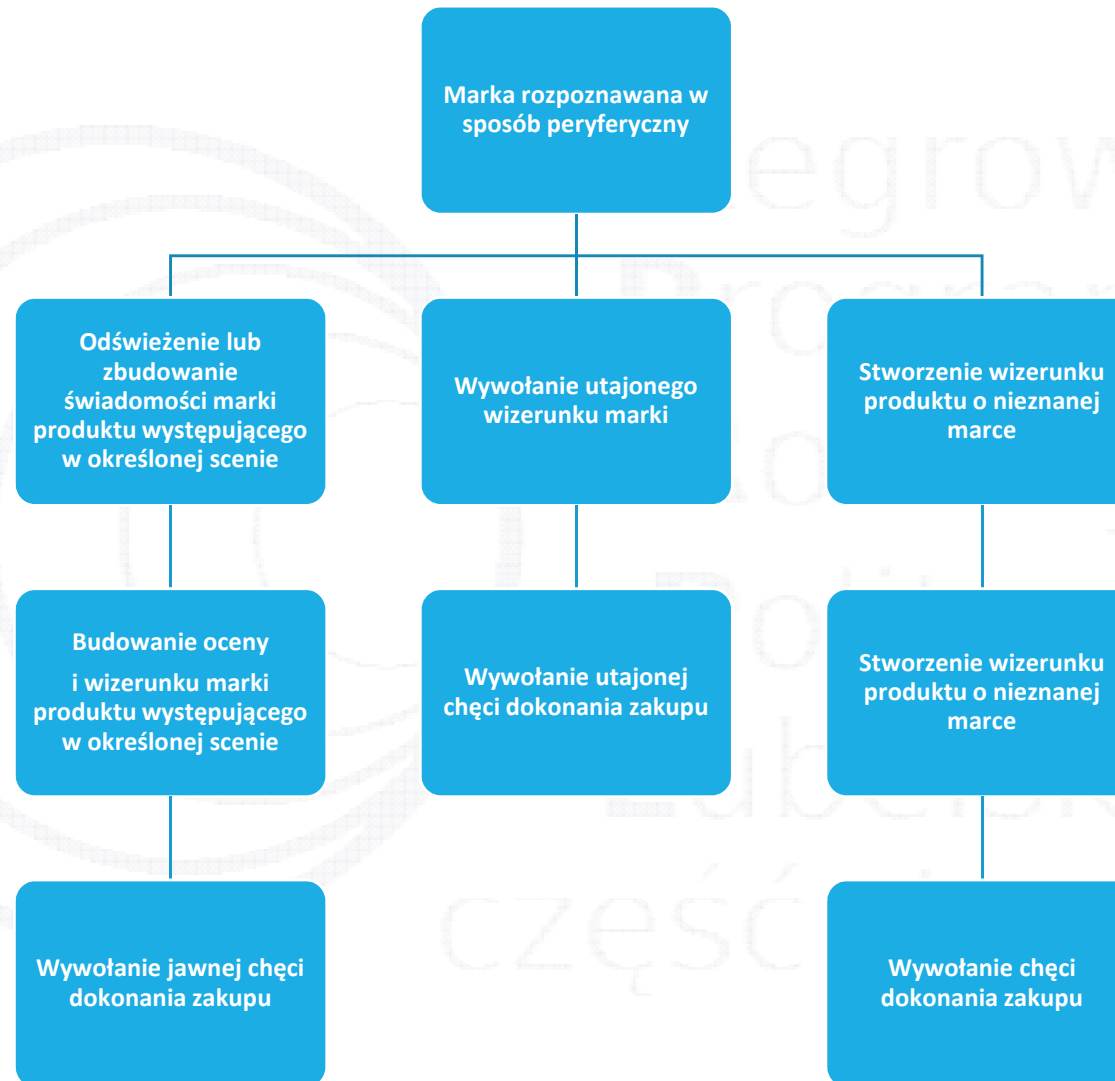 Marka rozpoznawana w
sposób peryferyczny
Odświeżenie lub
zbudowanie
świadomości marki
produktu występującego
w określonej scenie
Wywołanie utajonego
wizerunku marki
Stworzenie wizerunku
produktu o nieznanej
marce
Budowanie oceny
i wizerunku marki
produktu występującego
w określonej scenie
Wywołanie utajonej
chęci dokonania zakupu
Stworzenie wizerunku
produktu o nieznanej
marce
Wywołanie jawnej chęci
dokonania zakupu
Wywołanie chęci
dokonania zakupu
część